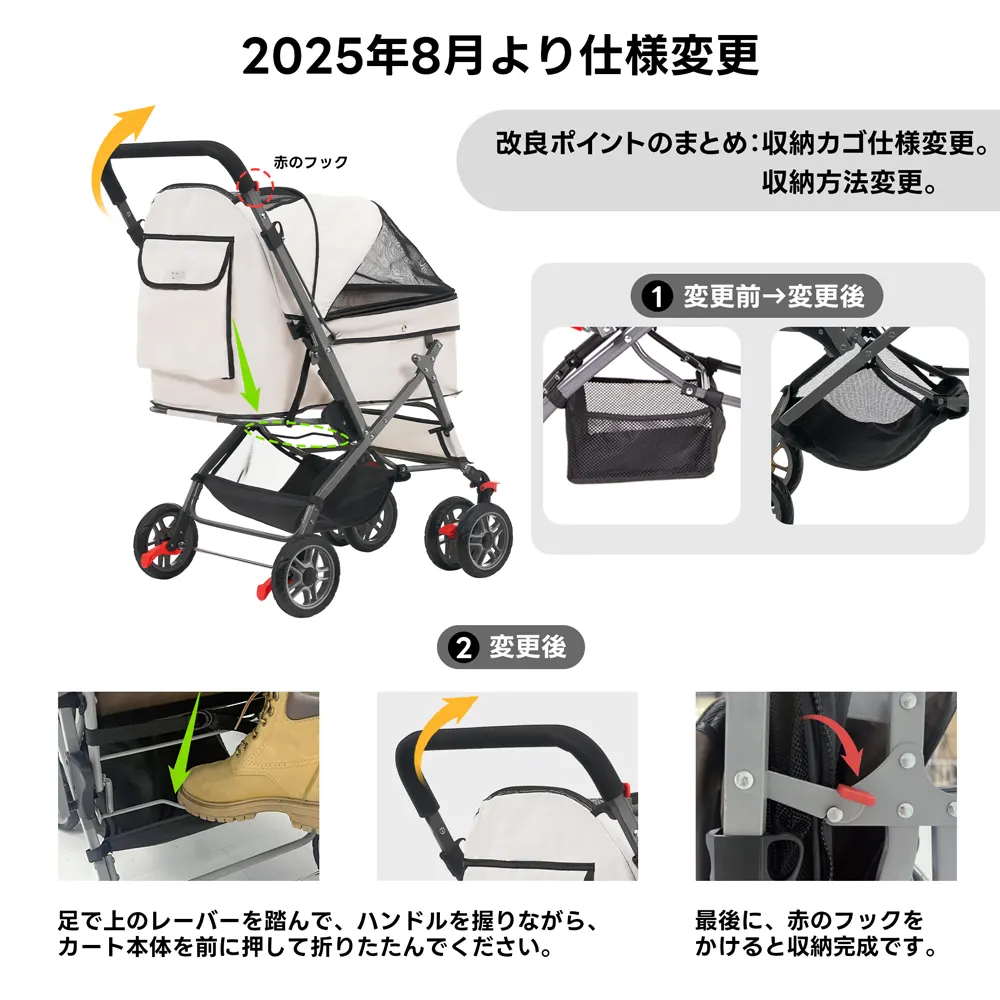 2025年8月より仕様変更
改良ポイントのまとめ：収納カゴ仕様変更。
収納方法変更。
赤のフック
1 変更前→変更後
2 変更後
足で上のレーバーを踏んで、ハンドルを握りながら、
カート本体を前に押して折りたたんでください。
最後に、赤のフックを
かけると収納完成です。